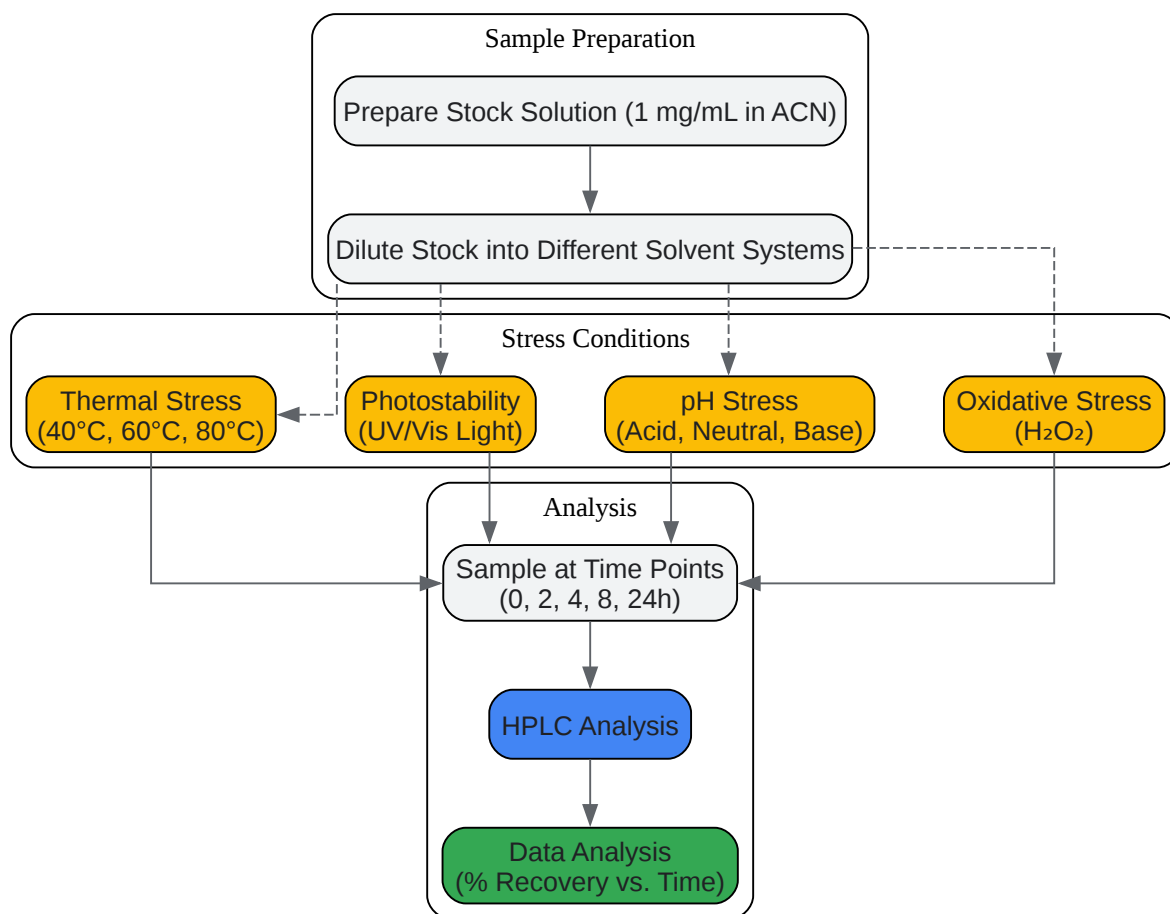 Sample Preparation
Prepare Stock Solution (1 mg/mL in ACN)
Dilute Stock into Different Solvent Systems
Stress Conditions
Thermal Stress
(40°C, 60°C, 80°C)
Photostability
(UV/Vis Light)
pH Stress
(Acid, Neutral, Base)
Oxidative Stress
(H₂O₂)
Analysis
Sample at Time Points
(0, 2, 4, 8, 24h)
HPLC Analysis
Data Analysis
(% Recovery vs. Time)